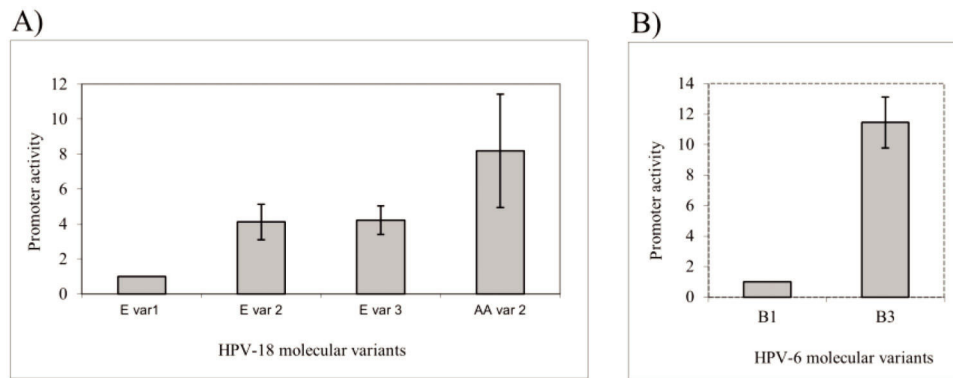 A)
Promoter activity
12
10
8
6
4
2
0
E var1 E var 2 E var 3 AA var 2
HPV-18 molecular variants
B)
Promoter activity
14
12
10
8
6
4
2
0
B1 B3
HPV-6 molecular variants